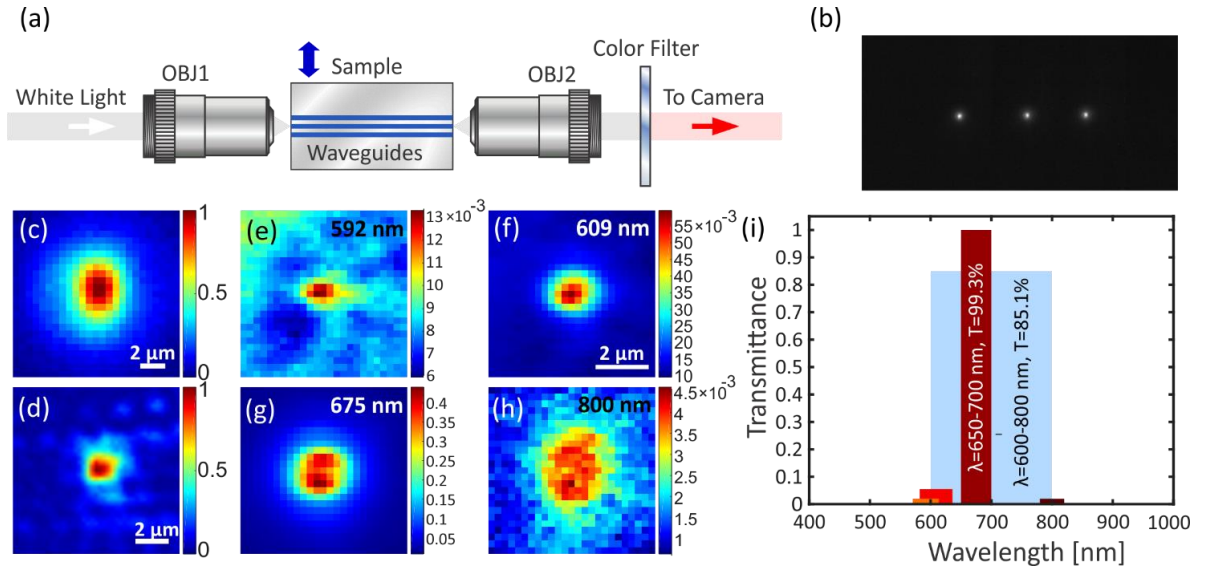 (a)
(b)
White Light
OBJ1
Sample
Waveguides
OBJ2
Color Filter
To Camera
(c)
2 μm
1
0.5
0
(e)
592 nm
13×10⁻³
12
11
10
9
8
7
6
(f)
609 nm
2 μm
55×10⁻³
50
45
40
35
30
25
20
15
10
(d)
2 μm
1
0.5
0
(g)
675 nm
0.4
0.35
0.3
0.25
0.2
0.15
0.1
0.05
(h)
800 nm
4.5×10⁻³
4
3.5
3
2.5
2
1.5
1
(i)
Transmittance
1
0.9
0.8
0.7
0.6
0.5
0.4
0.3
0.2
0.1
0
λ=650-700 nm, T=99.3%
λ=600-800 nm, T=85.1%
400 500 600 700 800 900 1000
Wavelength [nm]